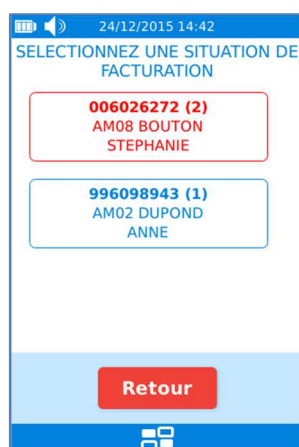 24/12/2015 14:42
SELECTIONNEZ UNE SITUATION DE
FACTURATION
006026272 (2)
AM08 BOUTON
STEPHANIE
996098943 (1)
AM02 DUPOND
ANNE
Retour